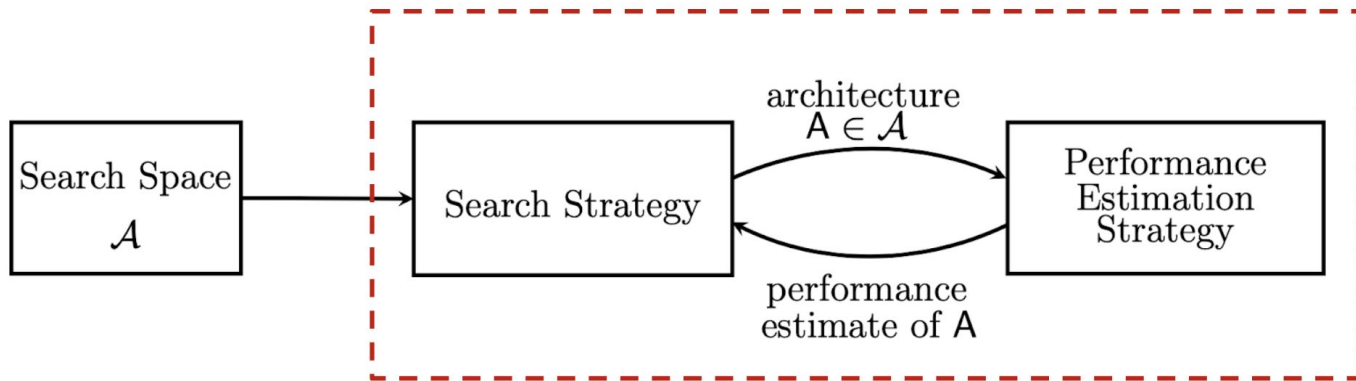 Search Space
𝒜
Search Strategy
architecture
A ∈ 𝒜
performance
estimate of A
Performance
Estimation
Strategy